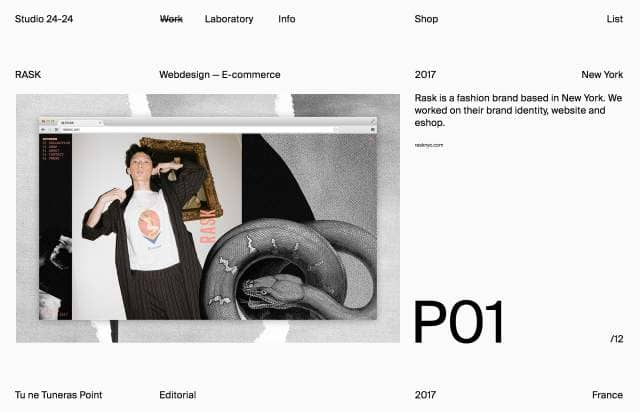 Studio 24-24
Work
Laboratory
Info
Shop
List
RASK
Webdesign — E-commerce
2017
New York
Rask is a fashion brand based in New York. We
worked on their brand identity, website and
eshop.
rasknyc.com
RASK
P01
/12
Tu ne Tuneras Point
Editorial
2017
France